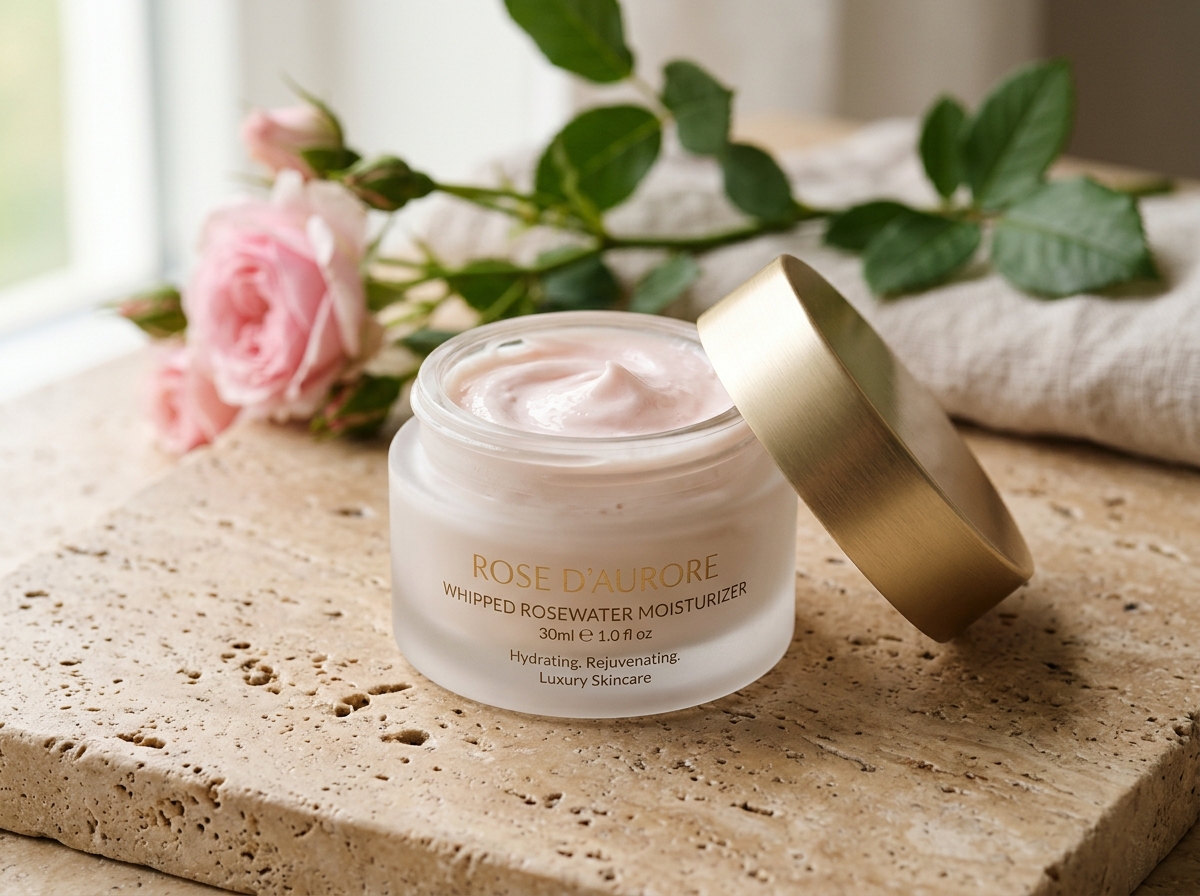 ROSE D'AURORE
WHIPPED ROSEWATER MOISTURIZER
30ml ℮ 1.0 fl oz
Hydrating. Rejuvenating.
Luxury Skincare